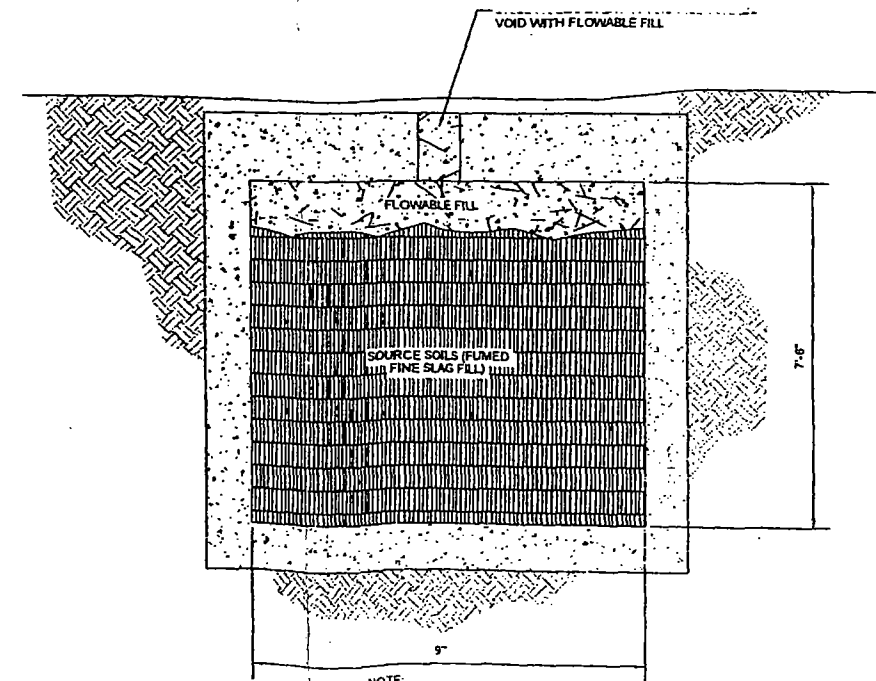 VOID WITH FLOWABLE FILL
FLOWABLE FILL
SOURCE SOILS (FUMED
FINE SLAG FILL)
7'-6"
9"
NOTE: